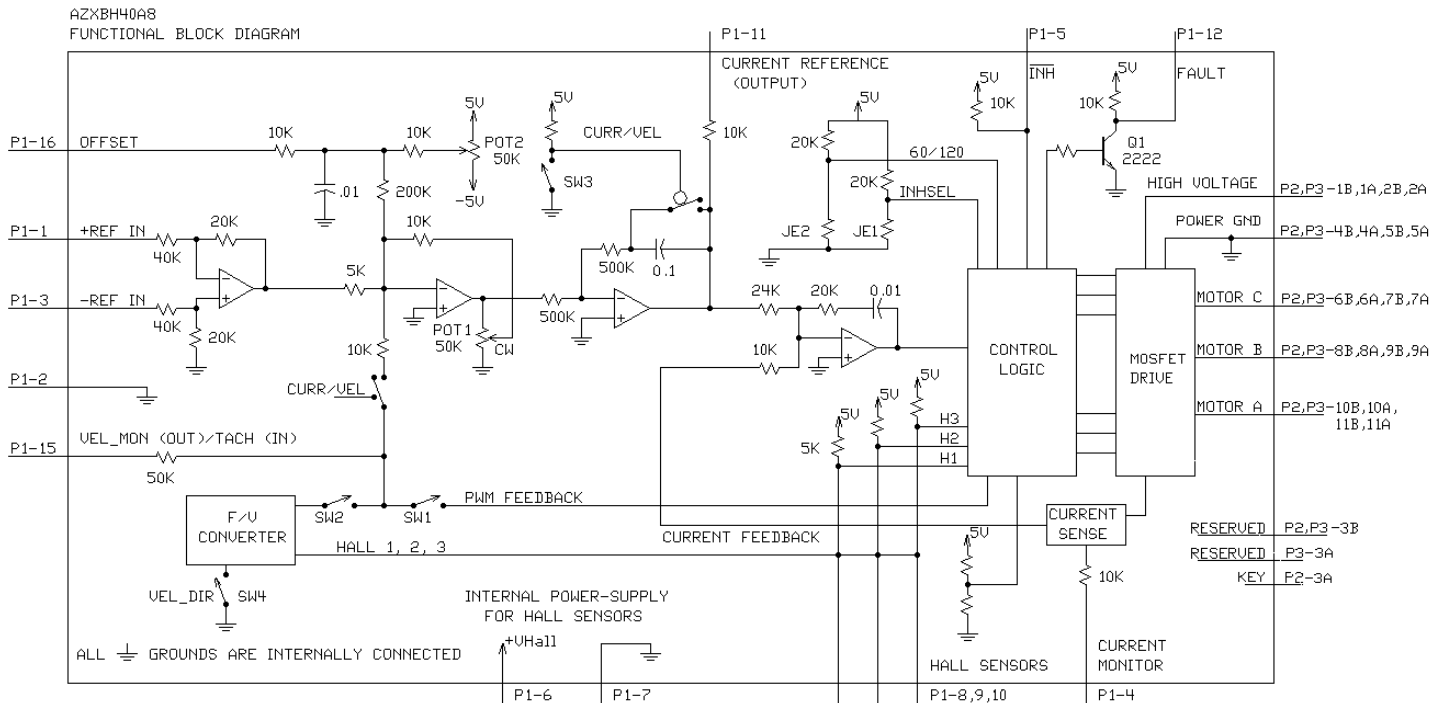 AZXBH40A8
FUNCTIONAL BLOCK DIAGRAM
P1-11
P1-5
P1-12
CURRENT REFERENCE
(OUTPUT)
INH
FAULT
5V
10K
5V
10K
Q1
2222
P1-16
OFFSET
10K
10K
5V
POT2
50K
-5V
.01
200K
5V
SW3
CURR/VEL
10K
5V
20K
60/120
20K
INHSEL
JE2
JE1
HIGH VOLTAGE
P2,P3-1B,1A,2B,2A
POWER GND
P2,P3-4B,4A,5B,5A
P1-1
+REF IN
40K
20K
P1-3
-REF IN
40K
20K
5K
10K
POT1
50K
CW
500K
500K
0.1
24K
20K
0.01
10K
CONTROL
LOGIC
MOSFET
DRIVE
MOTOR C
P2,P3-6B,6A,7B,7A
MOTOR B
P2,P3-8B,8A,9B,9A
MOTOR A
P2,P3-10B,10A,
11B,11A
P1-2
10K
CURR/VEL
5V
5V
5V
5K
H3
H2
H1
P1-15
VEL_MON (OUT)/TACH (IN)
50K
F/V
CONVERTER
SW2
SW1
PWM FEEDBACK
HALL 1, 2, 3
CURRENT FEEDBACK
5V
CURRENT
SENSE
10K
RESERVED
P2,P3-3B
RESERVED
P3-3A
KEY
P2-3A
VEL_DIR
SW4
INTERNAL POWER-SUPPLY
FOR HALL SENSORS
+VHall
ALL GROUNDS ARE INTERNALLY CONNECTED
HALL SENSORS
CURRENT
MONITOR
P1-6
P1-7
P1-8,9,10
P1-4